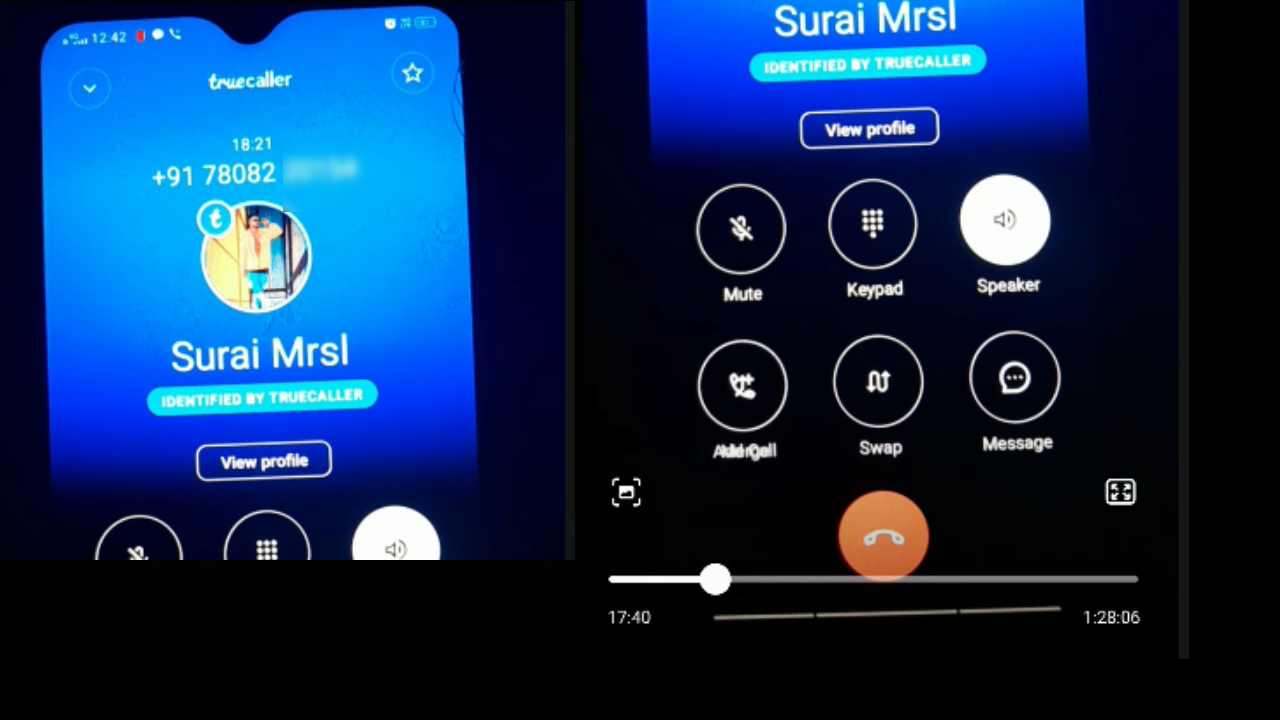 12:42
truecaller
18:21
+91 78082
Surai Mrsl
IDENTIFIED BY TRUECALLER
View profile
Surai Mrsl
IDENTIFIED BY TRUECALLER
View profile
Mute
Keypad
Speaker
Swap
Message
17:40
1:28:06